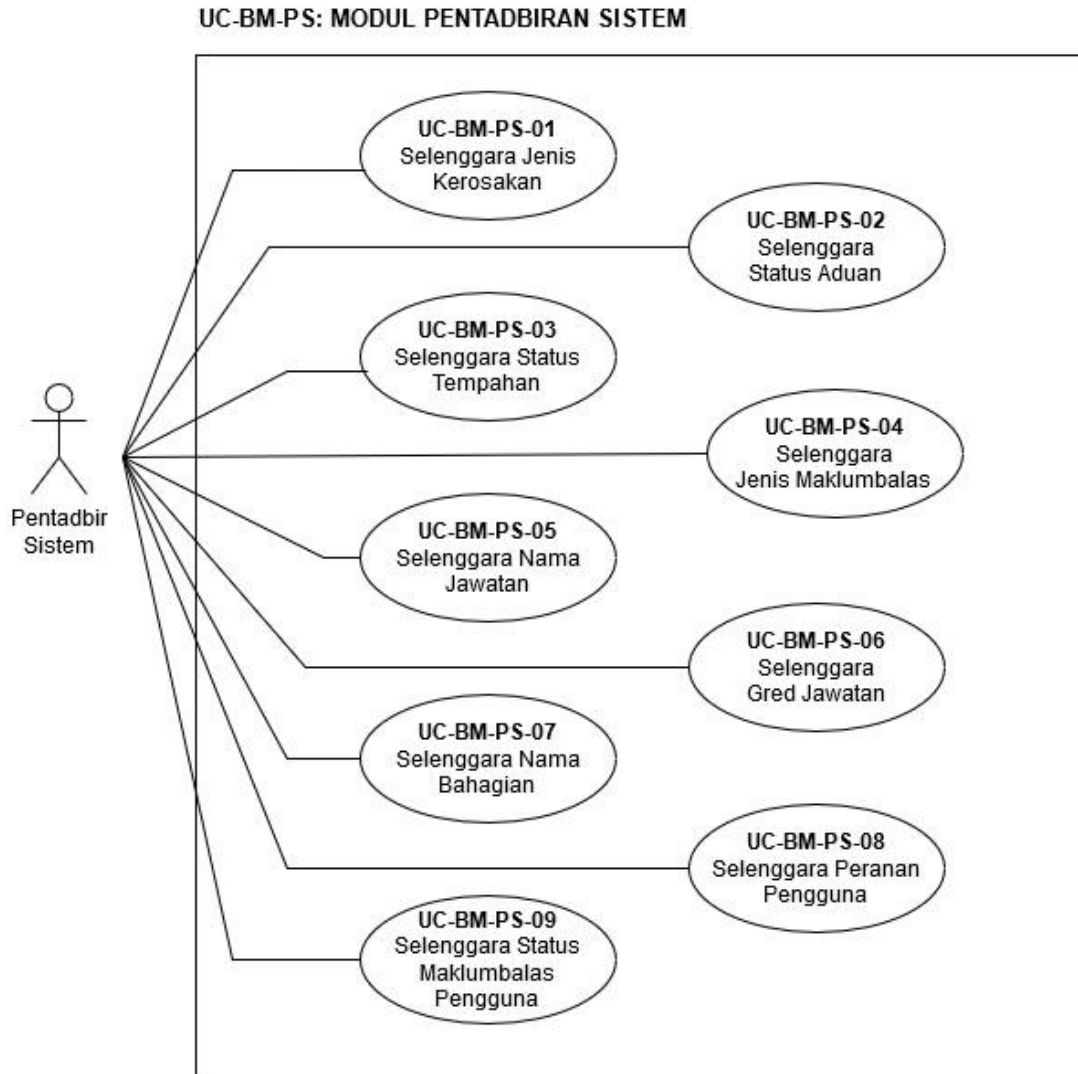 UC-BM-PS: MODUL PENTADBIRAN SISTEM
UC-BM-PS-01
Selenggara Jenis
Kerosakan
UC-BM-PS-02
Selenggara
Status Aduan
UC-BM-PS-03
Selenggara Status
Tempahan
UC-BM-PS-04
Selenggara
Jenis Maklumbalas
Pentadbir
Sistem
UC-BM-PS-05
Selenggara Nama
Jawatan
UC-BM-PS-06
Selenggara
Gred Jawatan
UC-BM-PS-07
Selenggara Nama
Bahagian
UC-BM-PS-08
Selenggara Peranan
Pengguna
UC-BM-PS-09
Selenggara Status
Maklumbalas
Pengguna